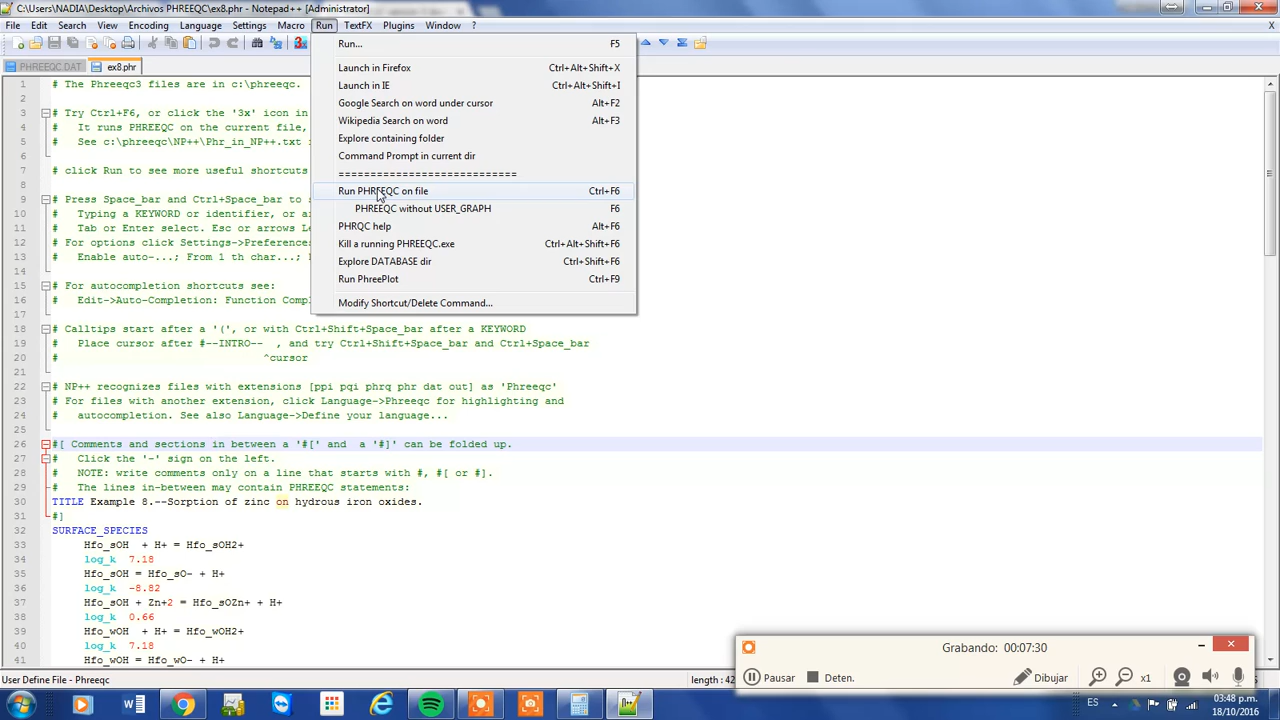 C:\Users\NADIA\Desktop\Archivos PHREEQC\ex8.phr - Notepad++ [Administrator]
File Edit Search View Encoding Language Settings Macro Run TextFX Plugins Window ? X
PHREEQC.DAT ex8.phr
Run... F5
Launch in Firefox Ctrl+Alt+Shift+X
Launch in IE Ctrl+Alt+Shift+I
Google Search on word under cursor Alt+F2
Wikipedia Search on word Alt+F3
Explore containing folder
Command Prompt in current dir
============================
Run PHREEQC on file Ctrl+F6
PHREEQC without USER_GRAPH F6
PHRQC help Alt+F6
Kill a running PHREEQC.exe Ctrl+Alt+Shift+F6
Explore DATABASE dir Ctrl+Shift+F6
Run PhreePlot Ctrl+F9
Modify Shortcut/Delete Command...
1 # The Phreeqc3 files are in c:\phreeqc.
2
3 # Try Ctrl+F6, or click the '3x' icon in
4 # It runs PHREEQC on the current file,
5 # See c:\phreeqc\NP++\Phr_in_NP++.txt
6
7 # click Run to see more useful shortcuts
8
9 # Press Space_bar and Ctrl+Space_bar to
10 # Typing a KEYWORD or identifier, or
11 # Tab or Enter select. Esc or arrows
12 # For options click Settings->Preferences
13 # Enable auto-...; From 1 th char...;
14
15 # For autocompletion shortcuts see:
16 # Edit->Auto-Completion: Function
17
18 # Calltips start after a '(', or with Ctrl+Shift+Space_bar after a KEYWORD
19 # Place cursor after #--INTRO-- , and try Ctrl+Shift+Space_bar and Ctrl+Space_bar
20 # ^cursor
21
22 # NP++ recognizes files with extensions [ppi pqi phrq phr dat out] as 'Phreeqc'
23 # For files with another extension, click Language->Phreeqc for highlighting and
24 # autocompletion. See also Language->Define your language...
25
26 #[ Comments and sections in between a '#[' and a '#]' can be folded up.
27 # Click the '-' sign on the left.
28 # NOTE: write comments only on a line that starts with #, #[ or #].
29 # The lines in-between may contain PHREEQC statements:
30 TITLE Example 8.--Sorption of zinc on hydrous iron oxides.
31 #]
32 SURFACE_SPECIES
33 Hfo_sOH + H+ = Hfo_sOH2+
34 log_k 7.18
35 Hfo_sOH = Hfo_sO- + H+
36 log_k -8.82
37 Hfo_sOH + Zn+2 = Hfo_sOZn+ + H+
38 log_k 0.66
39 Hfo_wOH + H+ = Hfo_wOH2+
40 log_k 7.18
41 Hfo_wOH = Hfo_wO- + H+
Grabando: 00:07:30
Pausar Deten. Dibujar x1
User Define File - Phreeqc length : 42
ES 03:48 p.m.
18/10/2016